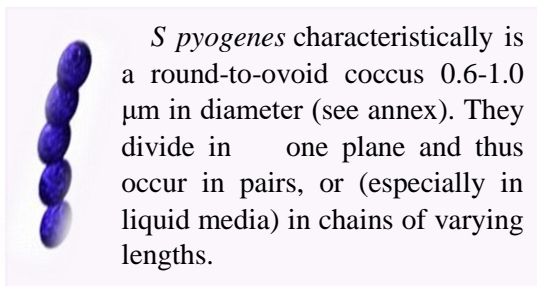 S pyogenes characteristically is
a round-to-ovoid coccus 0.6-1.0
μm in diameter (see annex). They
divide in one plane and thus
occur in pairs, or (especially in
liquid media) in chains of varying
lengths.